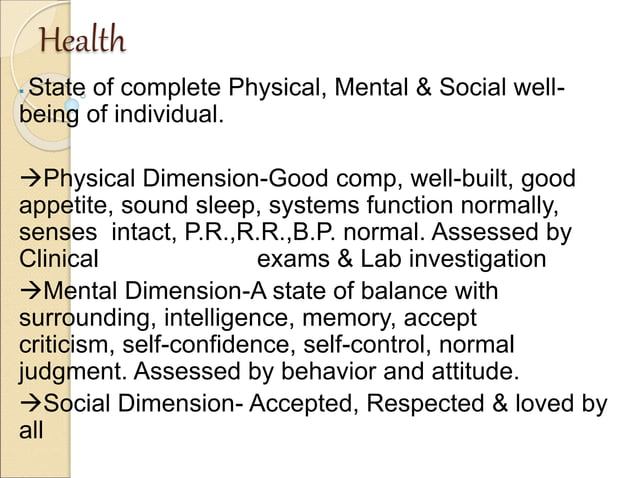 Health
▪ State of complete Physical, Mental & Social well-
being of individual.
→Physical Dimension-Good comp, well-built, good
appetite, sound sleep, systems function normally,
senses intact, P.R.,R.R.,B.P. normal. Assessed by
Clinical exams & Lab investigation
→Mental Dimension-A state of balance with
surrounding, intelligence, memory, accept
criticism, self-confidence, self-control, normal
judgment. Assessed by behavior and attitude.
→Social Dimension- Accepted, Respected & loved by
all